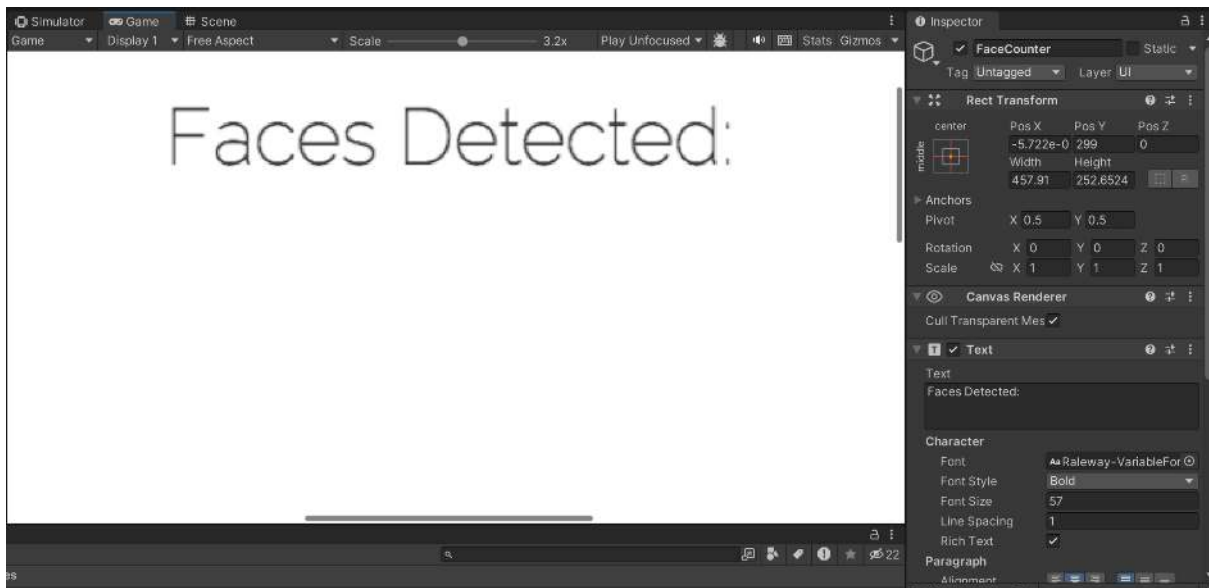 Simulator Game Scene
Game Display 1 Free Aspect Scale 3.2x Play Unfocused Stats Gizmos
Faces Detected:
22
es
Inspector
FaceCounter Static
Tag Untagged Layer UI
Rect Transform
center Pos X Pos Y Pos Z
middle -5.722e-0 299 0
Width Height
457.91 252.6524 R
Anchors
Pivot X 0.5 Y 0.5
Rotation X 0 Y 0 Z 0
Scale X 1 Y 1 Z 1
Canvas Renderer
Cull Transparent Mes
T Text
Text
Faces Detected:
Character
Font Aa Raleway-VariableFor
Font Style Bold
Font Size 57
Line Spacing 1
Rich Text
Paragraph
Alignment